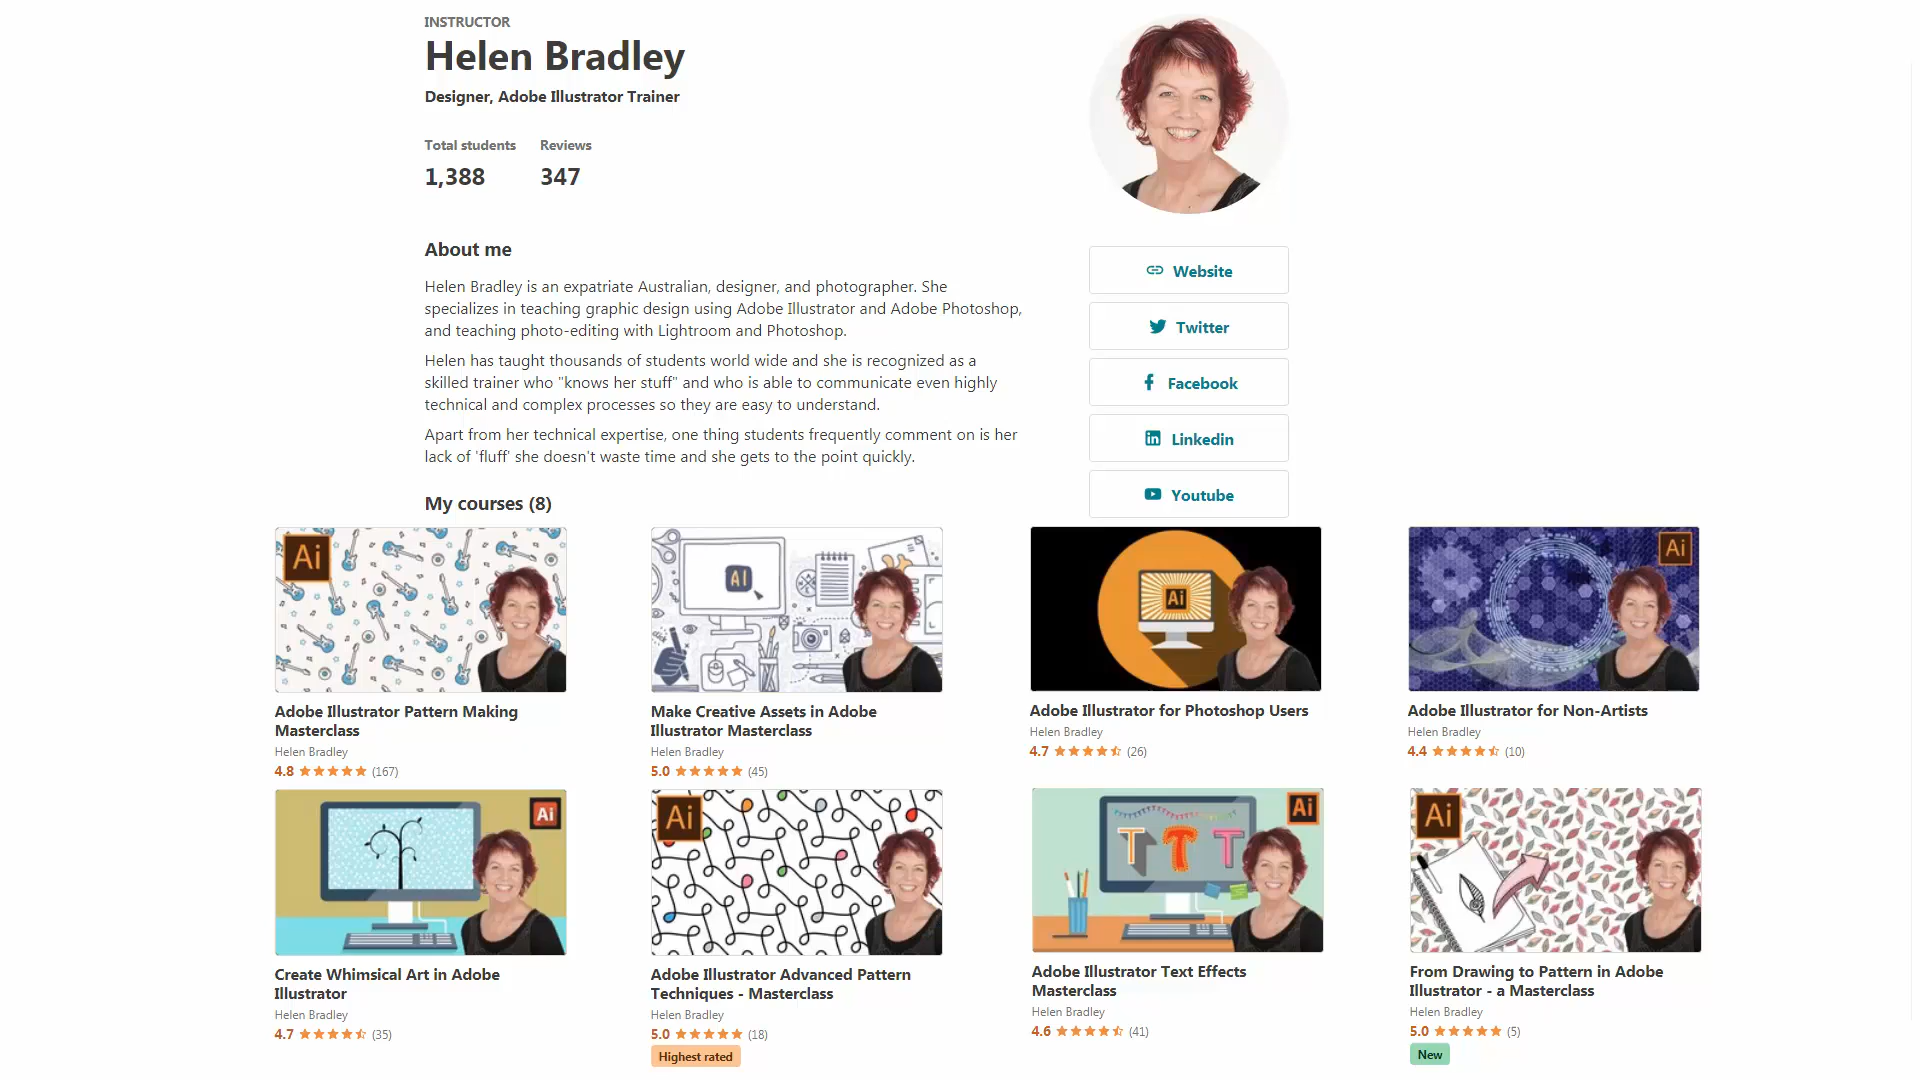 INSTRUCTOR
Helen Bradley
Designer, Adobe Illustrator Trainer
Total students
Reviews
1,388
347
About me
Helen Bradley is an expatriate Australian, designer, and photographer. She
specializes in teaching graphic design using Adobe Illustrator and Adobe Photoshop,
and teaching photo-editing with Lightroom and Photoshop.
Helen has taught thousands of students world wide and she is recognized as a
skilled trainer who "knows her stuff" and who is able to communicate even highly
technical and complex processes so they are easy to understand.
Apart from her technical expertise, one thing students frequently comment on is her
lack of 'fluff' she doesn't waste time and she gets to the point quickly.
Website
Twitter
Facebook
Linkedin
Youtube
My courses (8)
Ai
Adobe Illustrator Pattern Making
Masterclass
Helen Bradley
4.8 (167)
AI
Make Creative Assets in Adobe
Illustrator Masterclass
Helen Bradley
5.0 (45)
Ai
Adobe Illustrator for Photoshop Users
Helen Bradley
4.7 (26)
Ai
Adobe Illustrator for Non-Artists
Helen Bradley
4.4 (10)
Ai
Create Whimsical Art in Adobe
Illustrator
Helen Bradley
4.7 (35)
Ai
Adobe Illustrator Advanced Pattern
Techniques - Masterclass
Helen Bradley
5.0 (18)
Highest rated
Ai
T T T
Adobe Illustrator Text Effects
Masterclass
Helen Bradley
4.6 (41)
Ai
From Drawing to Pattern in Adobe
Illustrator - a Masterclass
Helen Bradley
5.0 (5)
New